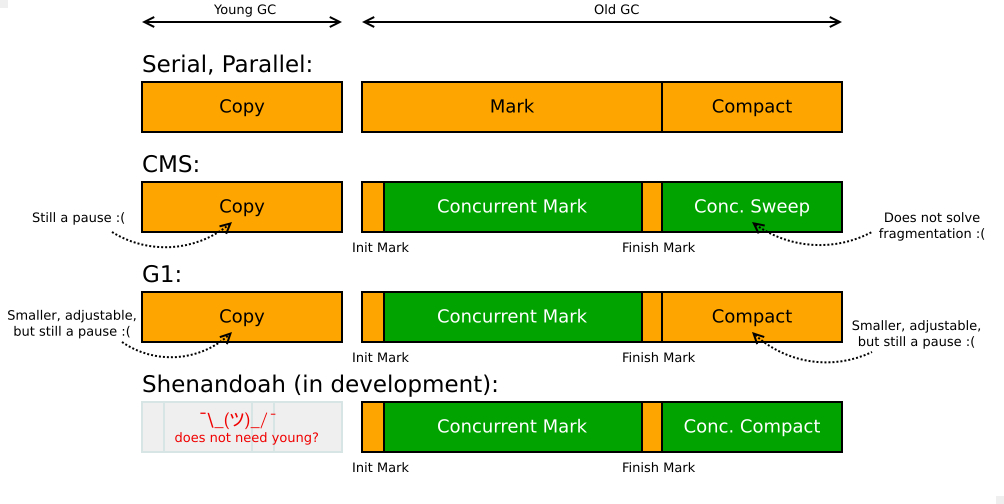 Young GC
Old GC
Serial, Parallel:
Copy
Mark
Compact
CMS:
Copy
Concurrent Mark
Conc. Sweep
Still a pause :(
Does not solve
fragmentation :(
Init Mark
Finish Mark
G1:
Copy
Concurrent Mark
Compact
Smaller, adjustable,
but still a pause :(
Smaller, adjustable,
but still a pause :(
Init Mark
Finish Mark
Shenandoah (in development):
¯\_(ツ)_/¯
does not need young?
Concurrent Mark
Conc. Compact
Init Mark
Finish Mark